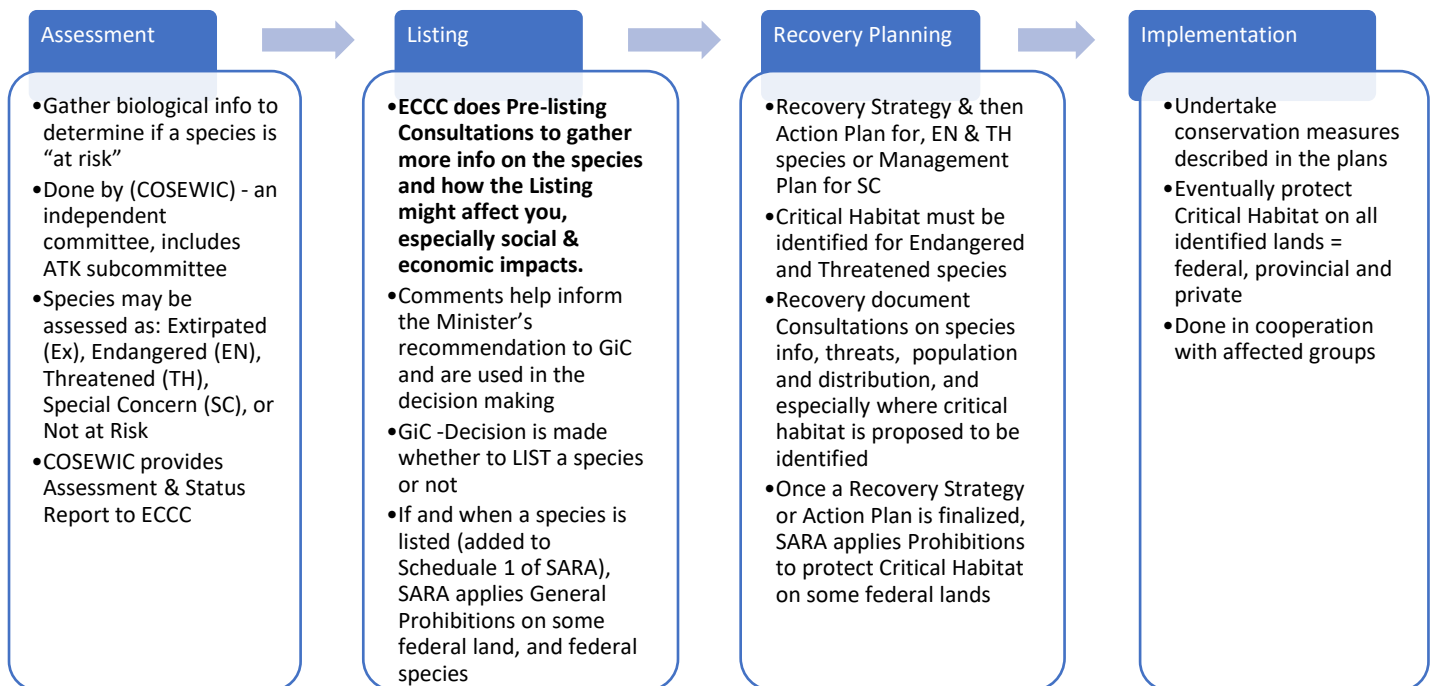 Assessment
•Gather biological info to
determine if a species is
“at risk”
•Done by (COSEWIC) - an
independent
committee, includes
ATK subcommittee
•Species may be
assessed as: Extirpated
(Ex), Endangered (EN),
Threatened (TH),
Special Concern (SC), or
Not at Risk
•COSEWIC provides
Assessment & Status
Report to ECCC
Listing
•ECCC does Pre-listing
Consultations to gather
more info on the species
and how the Listing
might affect you,
especially social &
economic impacts.
•Comments help inform
the Minister’s
recommendation to GiC
and are used in the
decision making
•GiC -Decision is made
whether to LIST a species
or not
•If and when a species is
listed (added to
Scheduale 1 of SARA),
SARA applies General
Prohibitions on some
federal land, and federal
species
Recovery Planning
•Recovery Strategy & then
Action Plan for, EN & TH
species or Management
Plan for SC
•Critical Habitat must be
identified for Endangered
and Threatened species
•Recovery document
Consultations on species
info, threats, population
and distribution, and
especially where critical
habitat is proposed to be
identified
•Once a Recovery Strategy
or Action Plan is finalized,
SARA applies Prohibitions
to protect Critical Habitat
on some federal lands
Implementation
•Undertake
conservation measures
described in the plans
•Eventually protect
Critical Habitat on all
identified lands =
federal, provincial and
private
•Done in cooperation
with affected groups